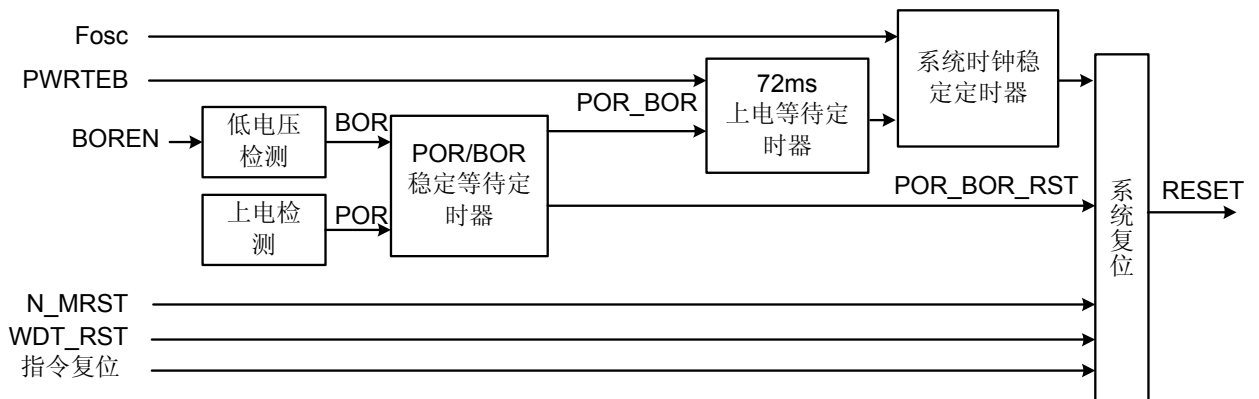 Fosc
PWRTEB
BOREN
低电压
检测
BOR
上电检
测
POR
POR/BOR
稳定等待定
时器
POR_BOR
72ms
上电等待定
时器
系统时钟稳
定定时器
POR_BOR_RST
系统复位
RESET
N_MRST
WDT_RST
指令复位